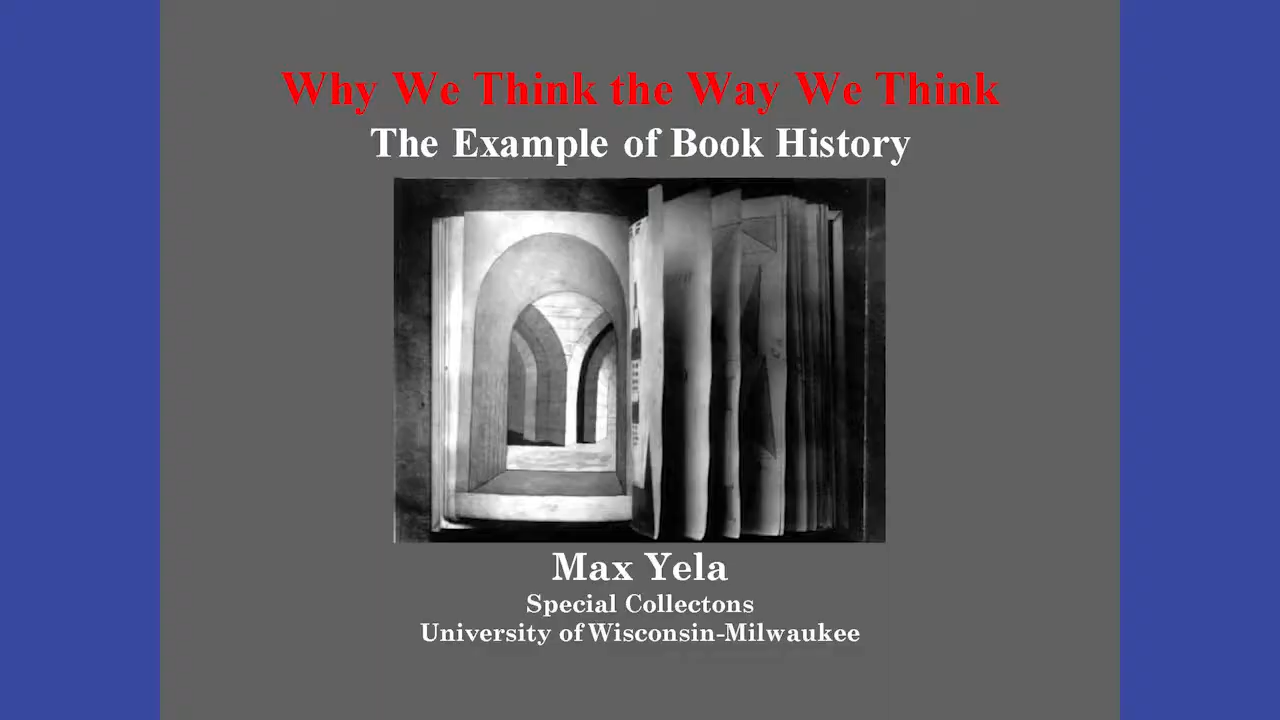 Why We Think the Way We Think
The Example of Book History
Max Yela
Special Collectons
University of Wisconsin-Milwaukee